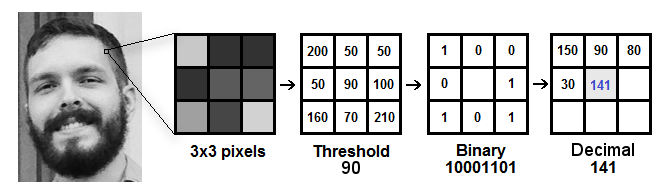 200 50 50
50 90 100
160 70 210
1 0 0
0 1
1 0 1
150 90 80
30 141
3x3 pixels
Threshold
90
Binary
10001101
Decimal
141